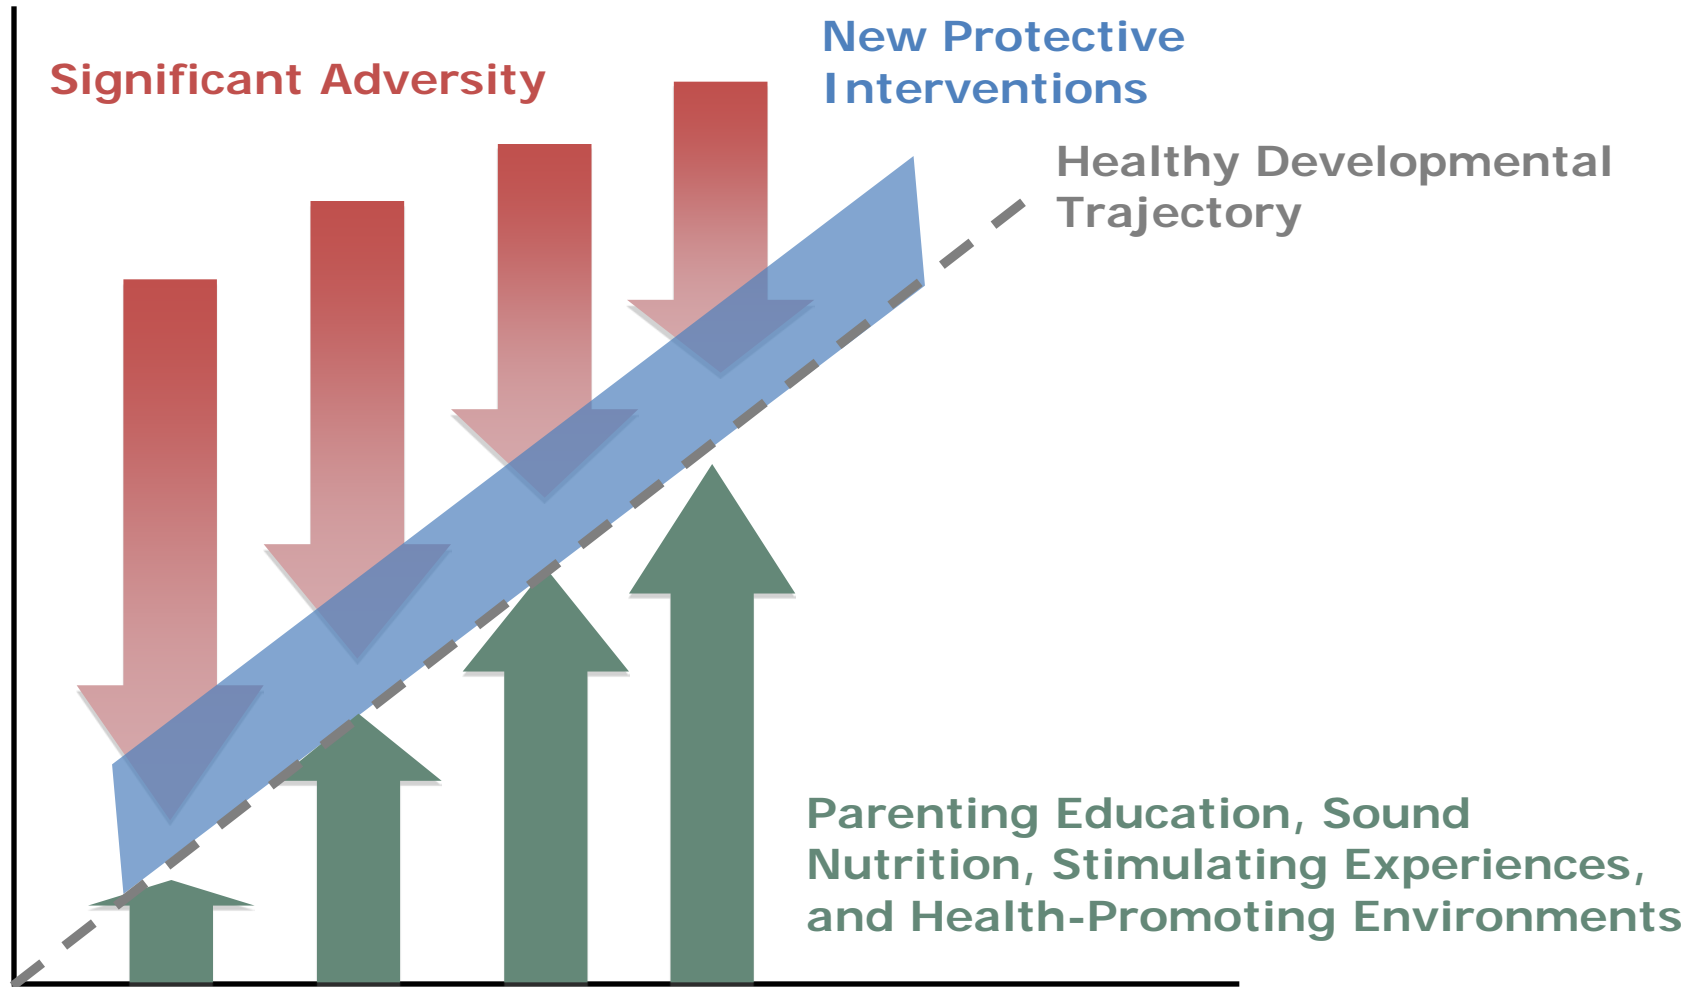 Significant Adversity
New Protective
Interventions
Healthy Developmental
Trajectory
Parenting Education, Sound
Nutrition, Stimulating Experiences,
and Health-Promoting Environments